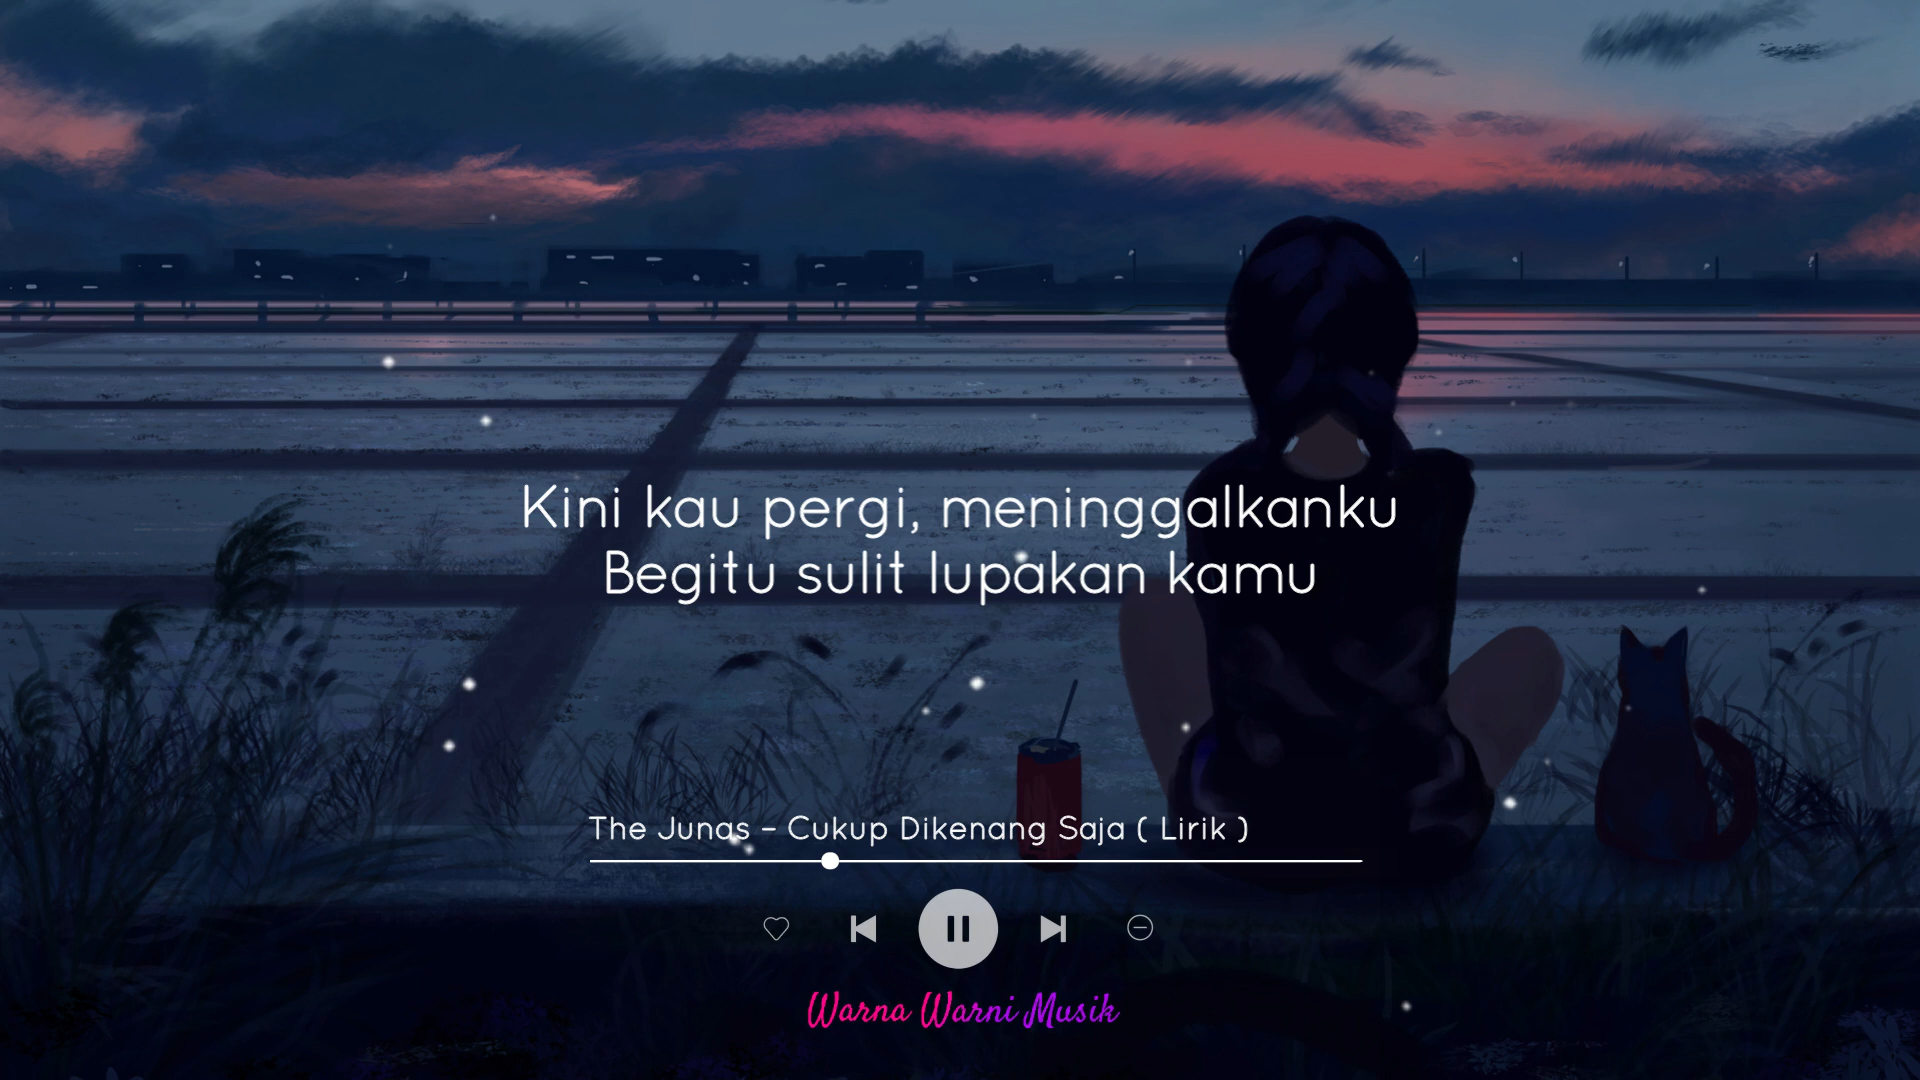 Kini kau pergi, meninggalkanku
Begitu sulit lupakan kamu
The Junas - Cukup Dikenang Saja ( Lirik )
Warna Warni Musik